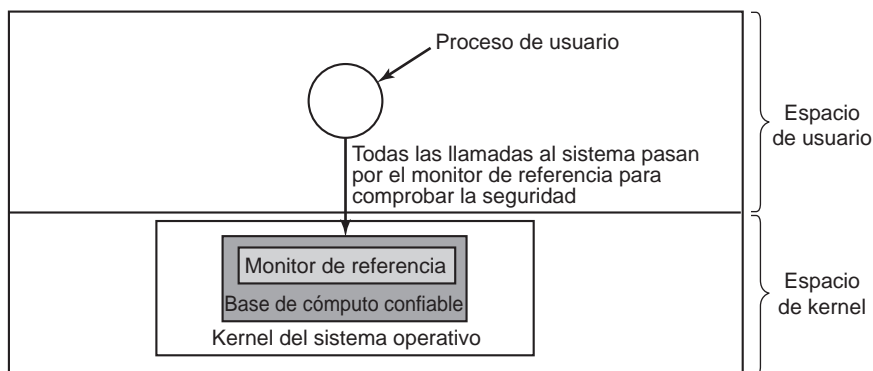 Proceso de usuario
Espacio
de usuario
Todas las llamadas al sistema pasan
por el monitor de referencia para
comprobar la seguridad
Monitor de referencia
Base de cómputo confiable
Kernel del sistema operativo
Espacio
de kernel